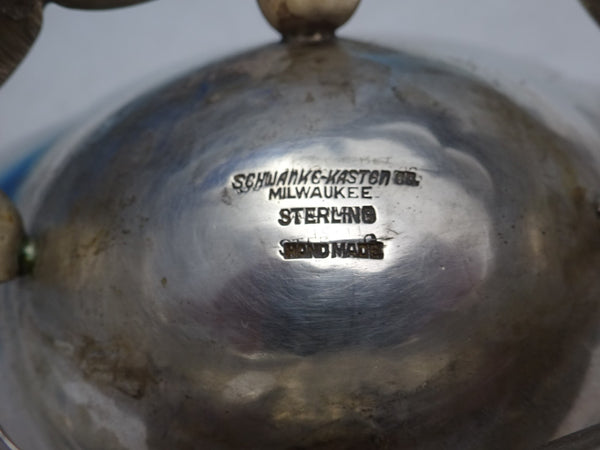 SCHWANKE-KASTEN CO.
MILWAUKEE
STERLING
HAND MADE